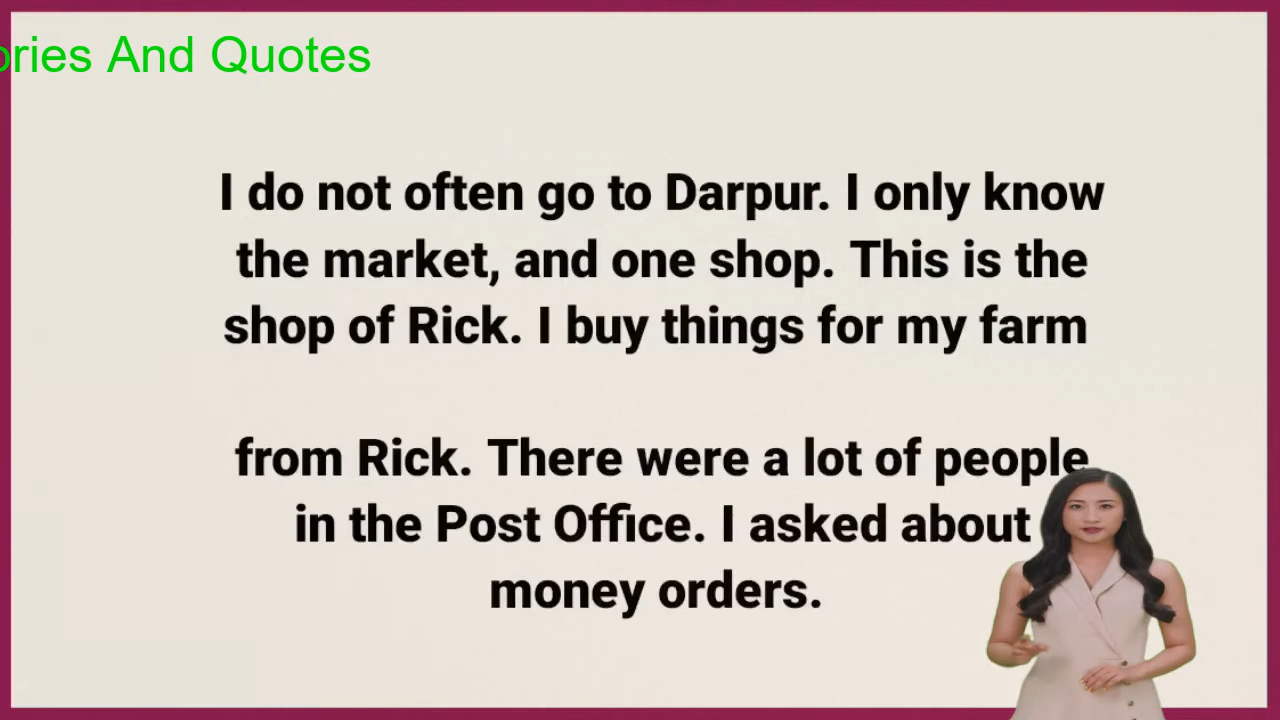 And Quotes
I do not often go to Darpur. I only know
the market, and one shop. This is the
shop of Rick. I buy things for my farm
from Rick. There were a lot of people
in the Post Office. I asked about
money orders.